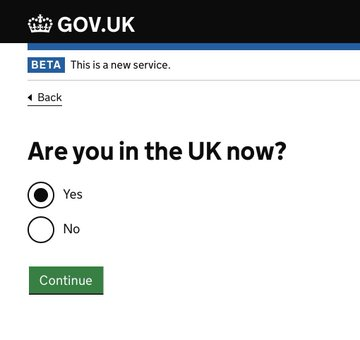 GOV.UK
BETA This is a new service.
Back
Are you in the UK now?
Yes
No
Continue